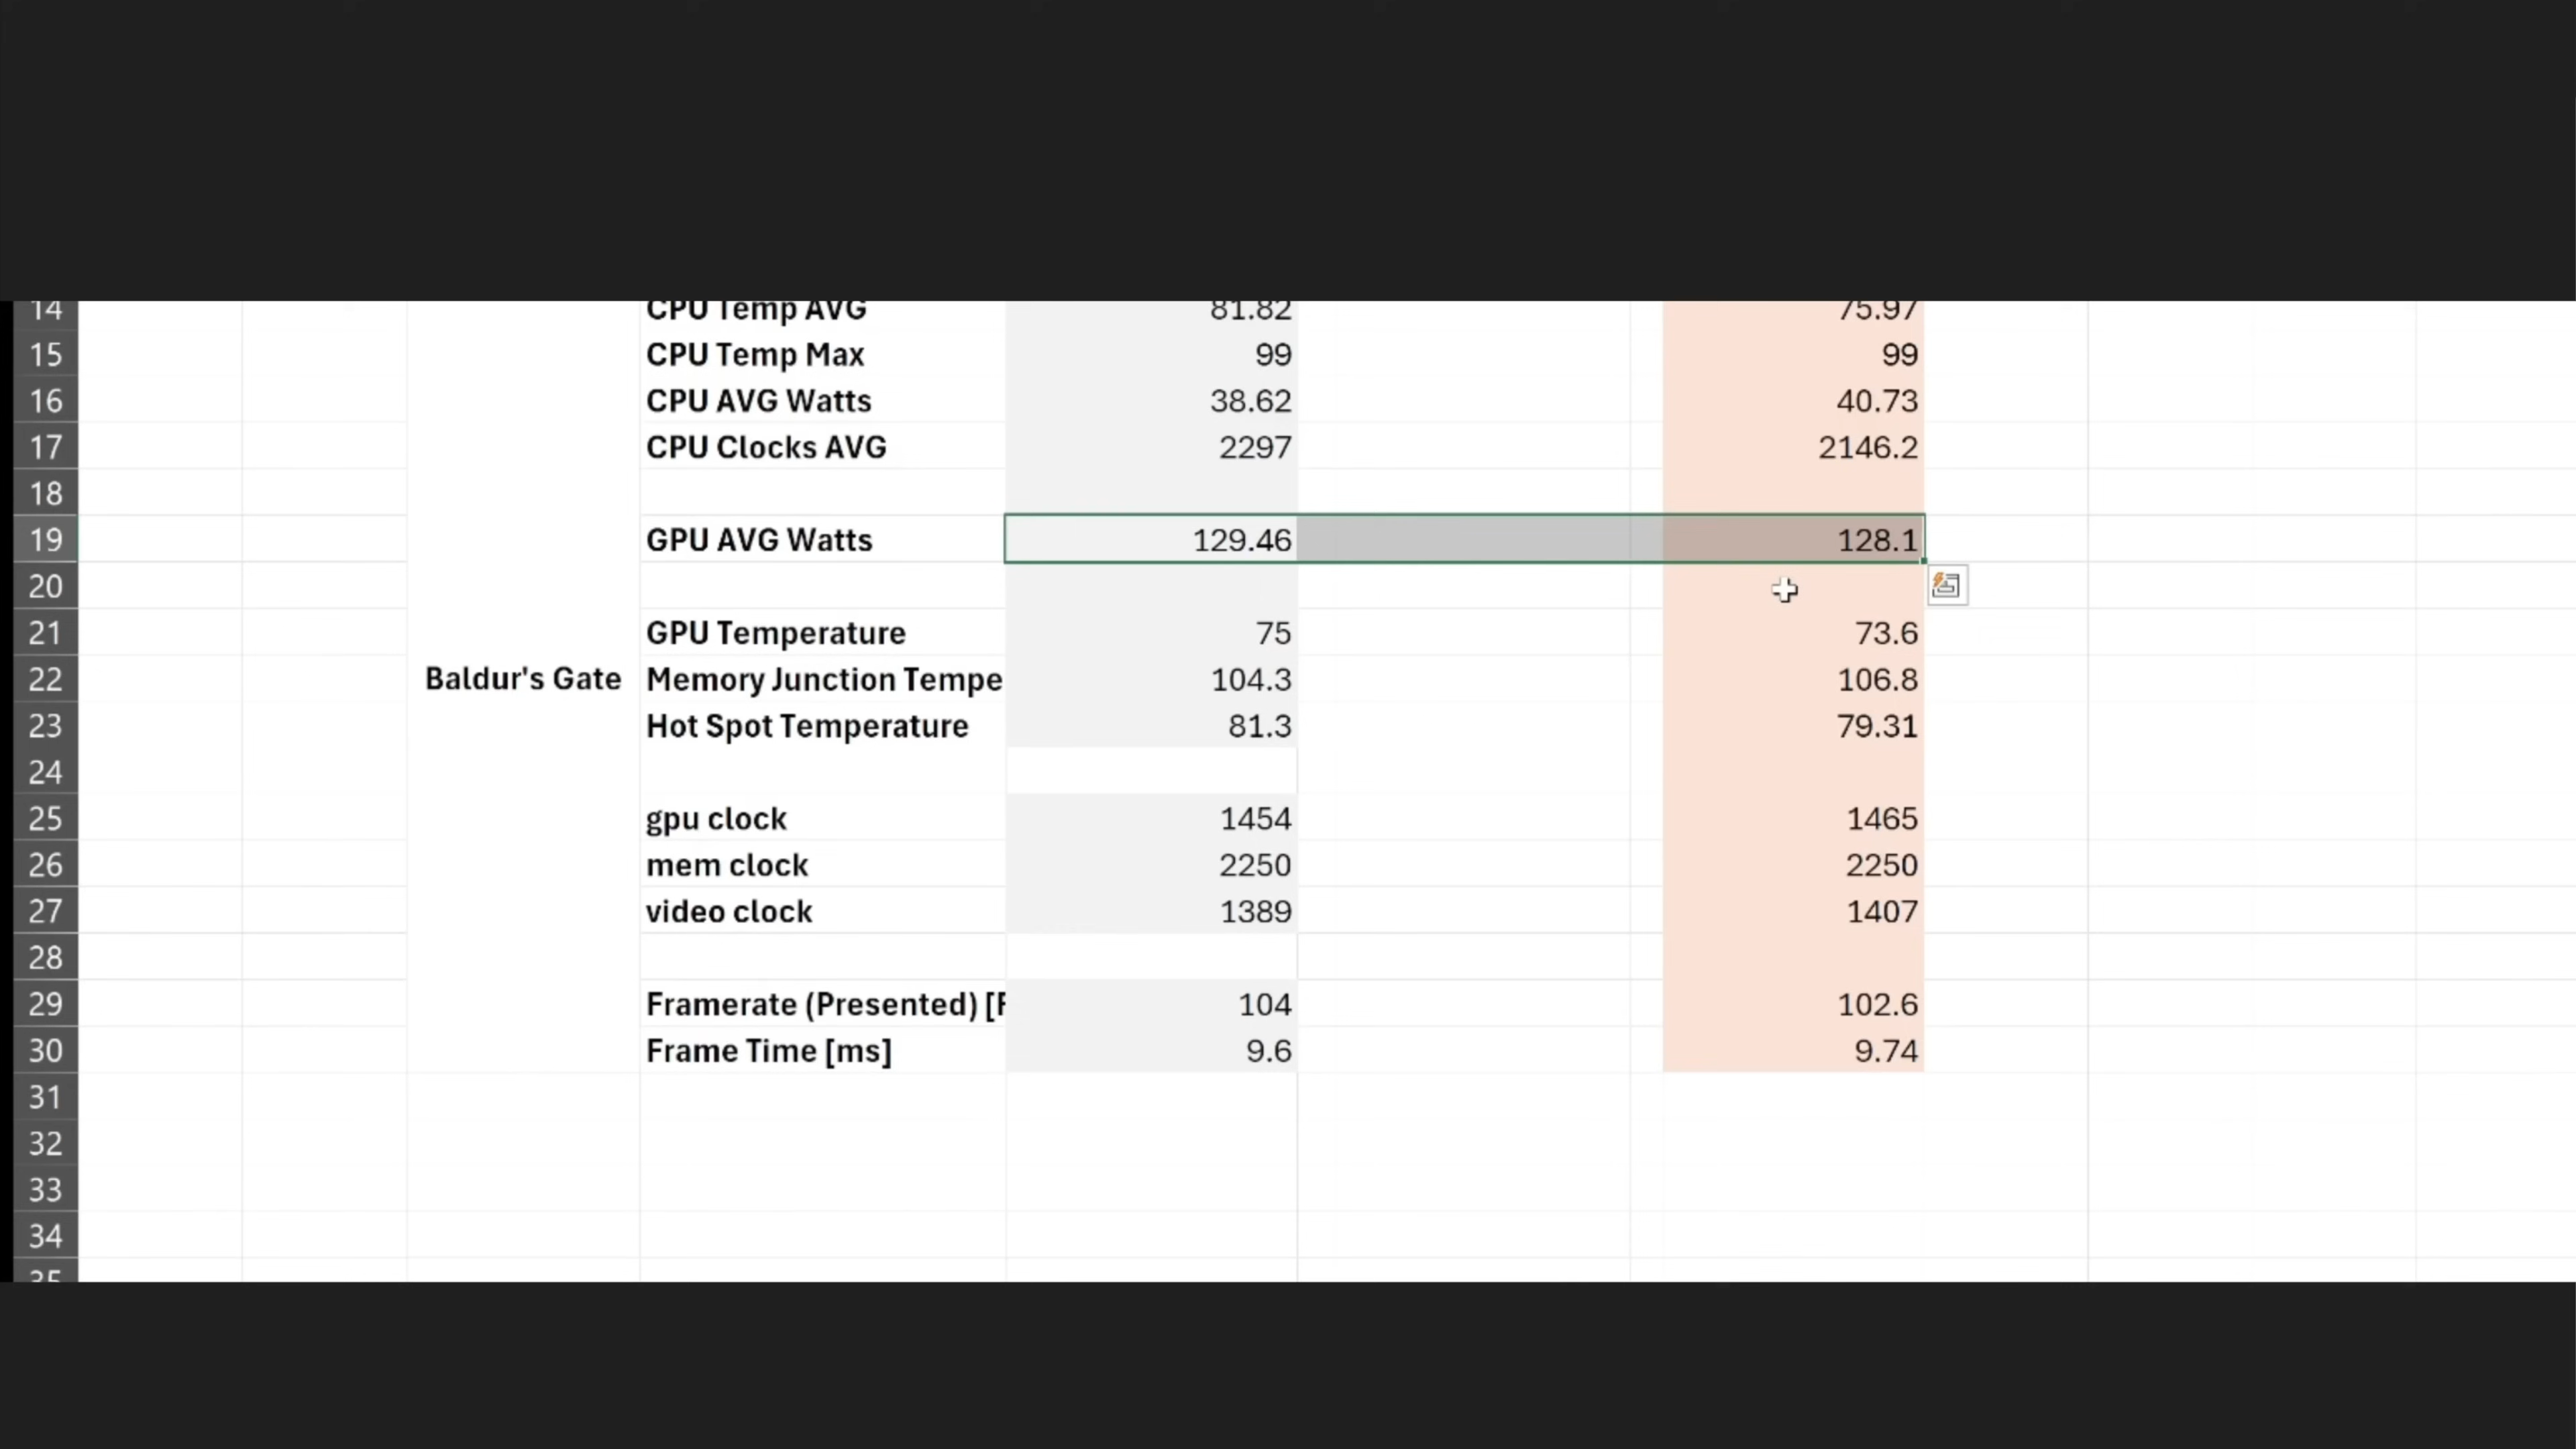 14 CPU Temp AVG 81.82 75.97
15 CPU Temp Max 99 99
16 CPU AVG Watts 38.62 40.73
17 CPU Clocks AVG 2297 2146.2
18
19 GPU AVG Watts 129.46 128.1
20
21 GPU Temperature 75 73.6
22 Baldur's Gate Memory Junction Tempe 104.3 106.8
23 Hot Spot Temperature 81.3 79.31
24
25 gpu clock 1454 1465
26 mem clock 2250 2250
27 video clock 1389 1407
28
29 Framerate (Presented) [F 104 102.6
30 Frame Time [ms] 9.6 9.74
31
32
33
34
35